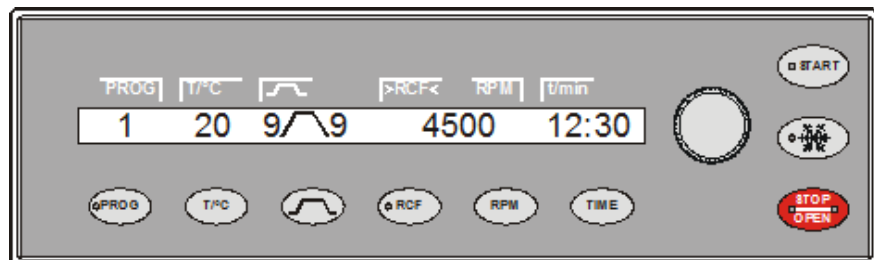 START
PROG T/°C >RCF< RPM t/min
1 20 9 9 4500 12:30
PROG T/°C RCF RPM TIME
STOP
OPEN